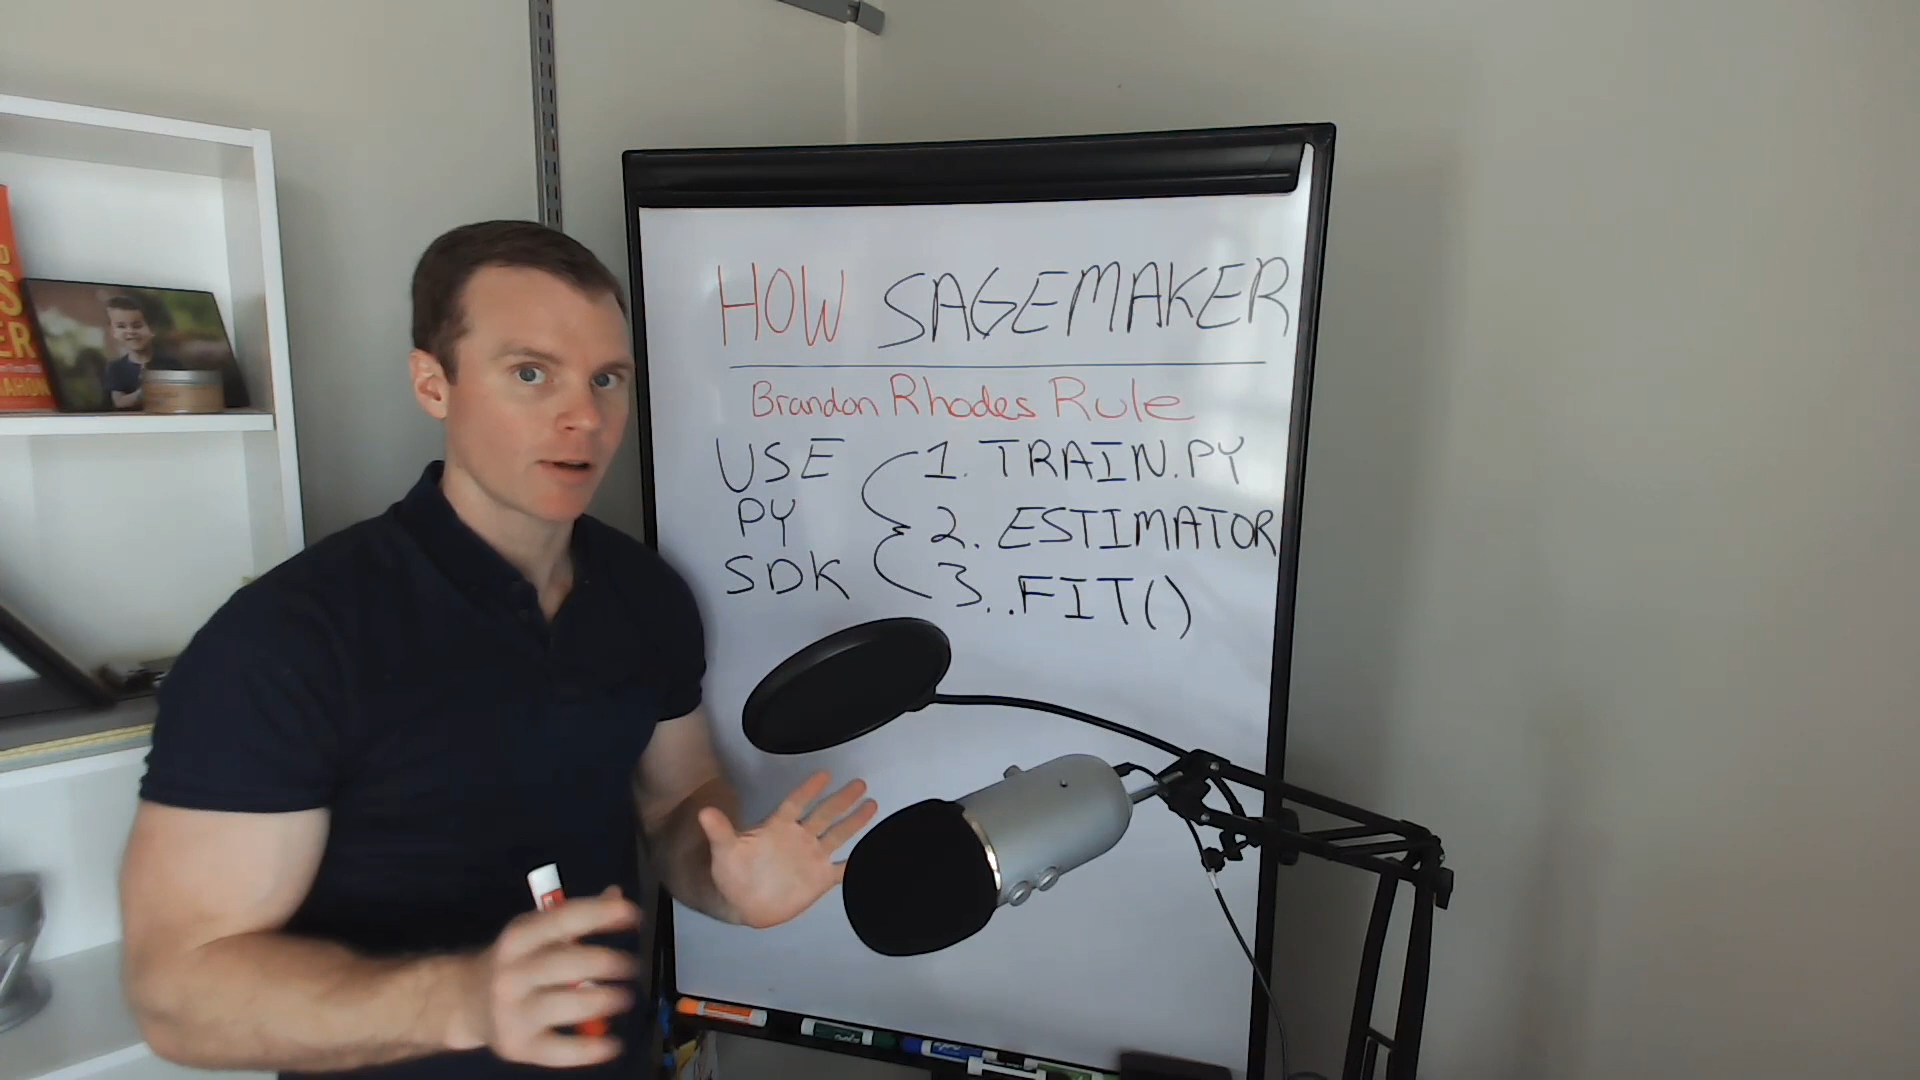 HOW SAGEMAKER
Brandon Rhodes Rule
USE
PY
SDK
1. TRAIN.PY
2. ESTIMATOR
3. .FIT()